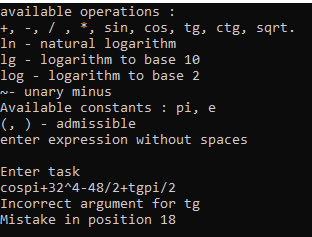 available operations :
+, -, / , *, sin, cos, tg, ctg, sqrt.
ln - natural logarithm
lg - logarithm to base 10
log - logarithm to base 2
~- unary minus
Available constants : pi, e
(, ) - admissible
enter expression without spaces
Enter task
cospi+32^4-48/2+tgpi/2
Incorrect argument for tg
Mistake in position 18